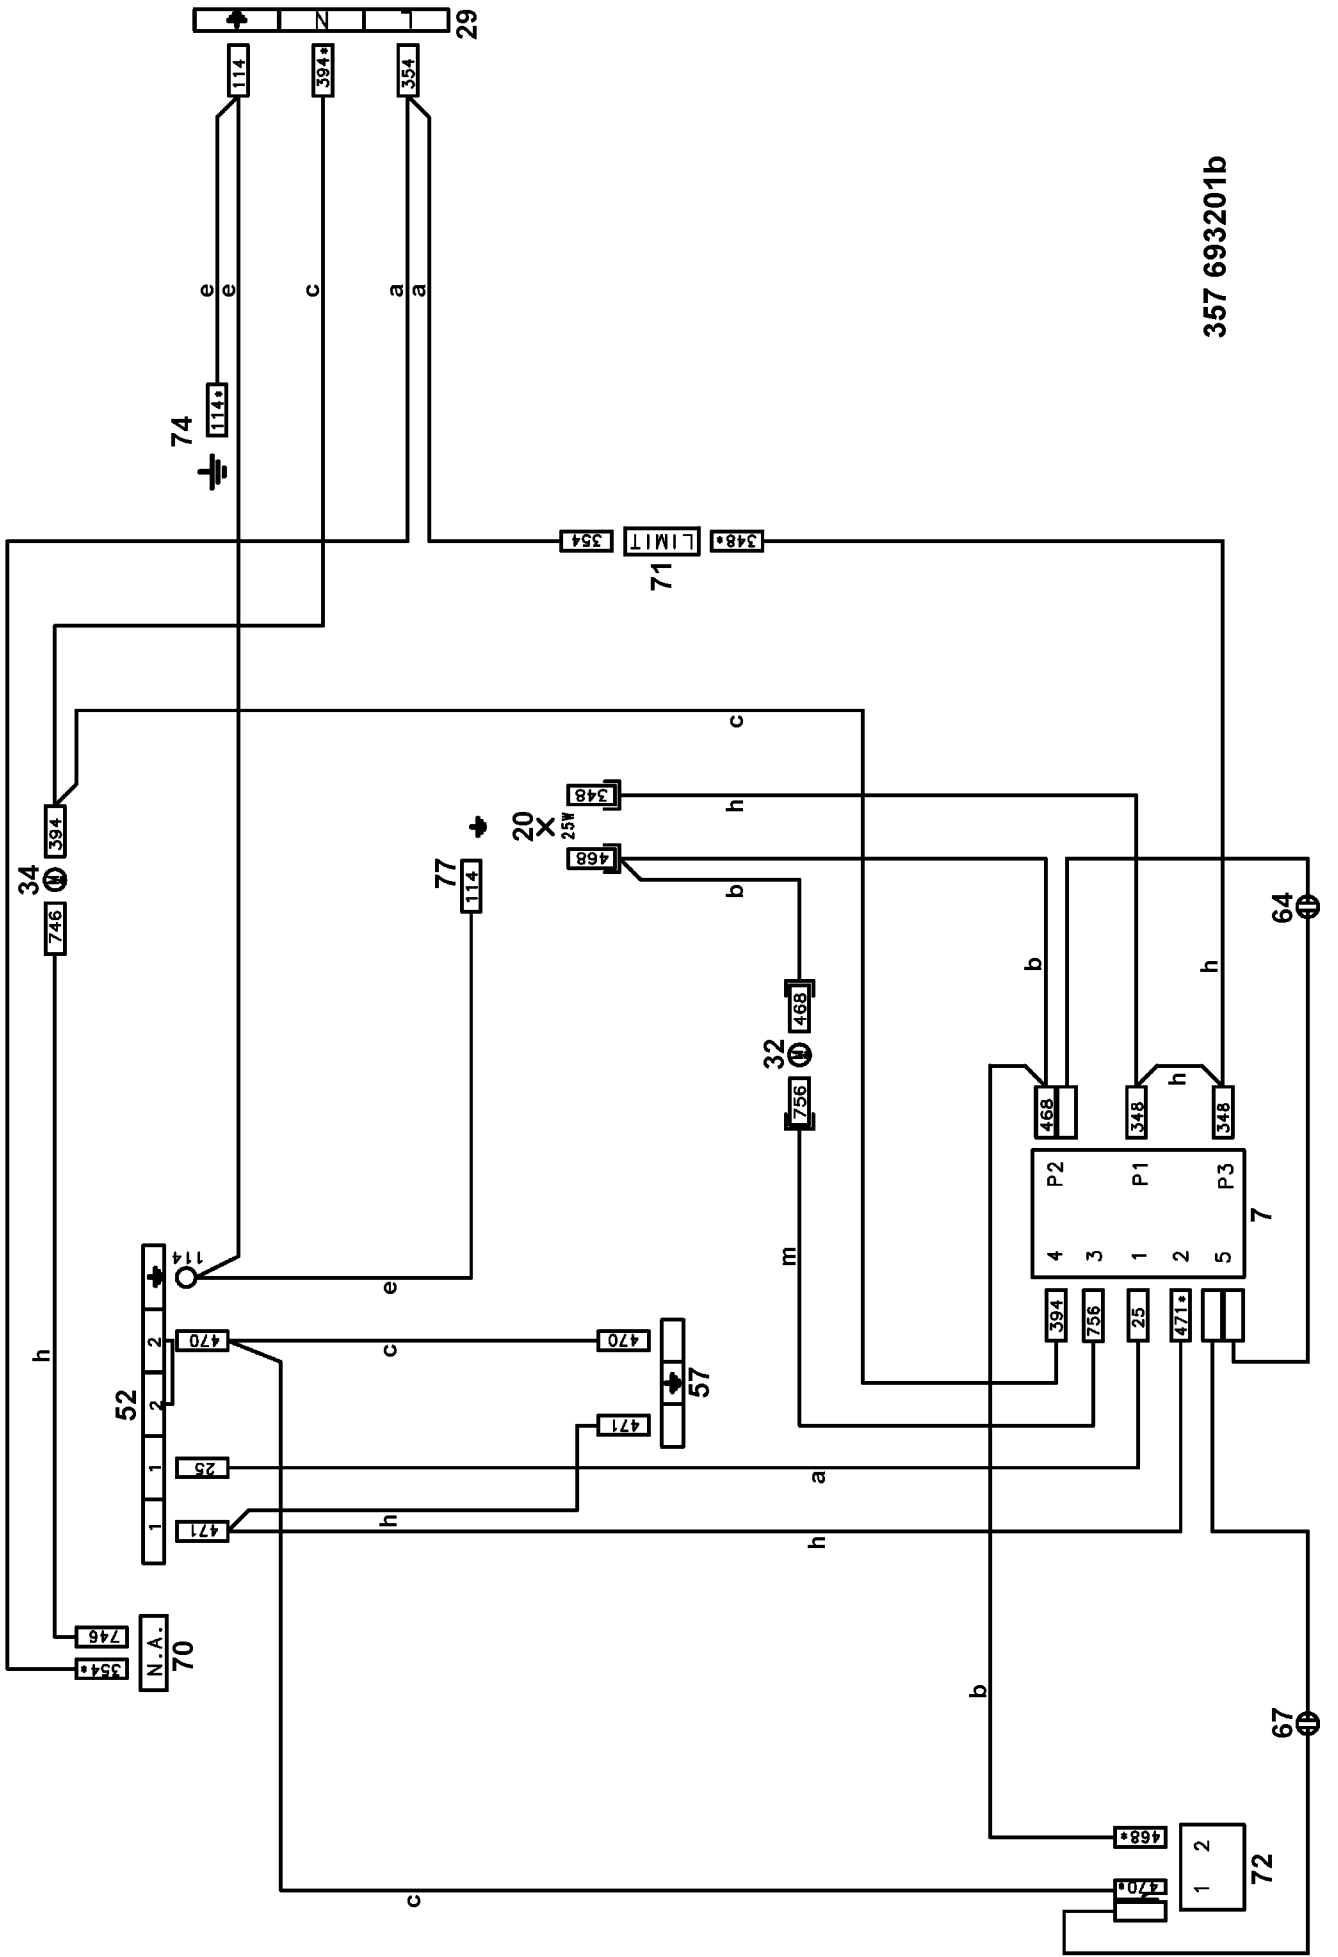 L
N
29
354
394*
114
a
a
c
e
e
357 693201b
114*
74
354
LIMIT
348*
71
c
394
34
M
746
348
468
20
25W
h
b
77
114
468
32
M
756
b
h
64
h
468
348
348
P2
P1
P3
7
4
3
1
2
5
394
756
25
471*
m
114
e
52
2
2
1
1
470
25
471
c
470
471
57
h
a
h
h
746
354*
N.A.
70
b
67
468*
470*
1
2
72
c